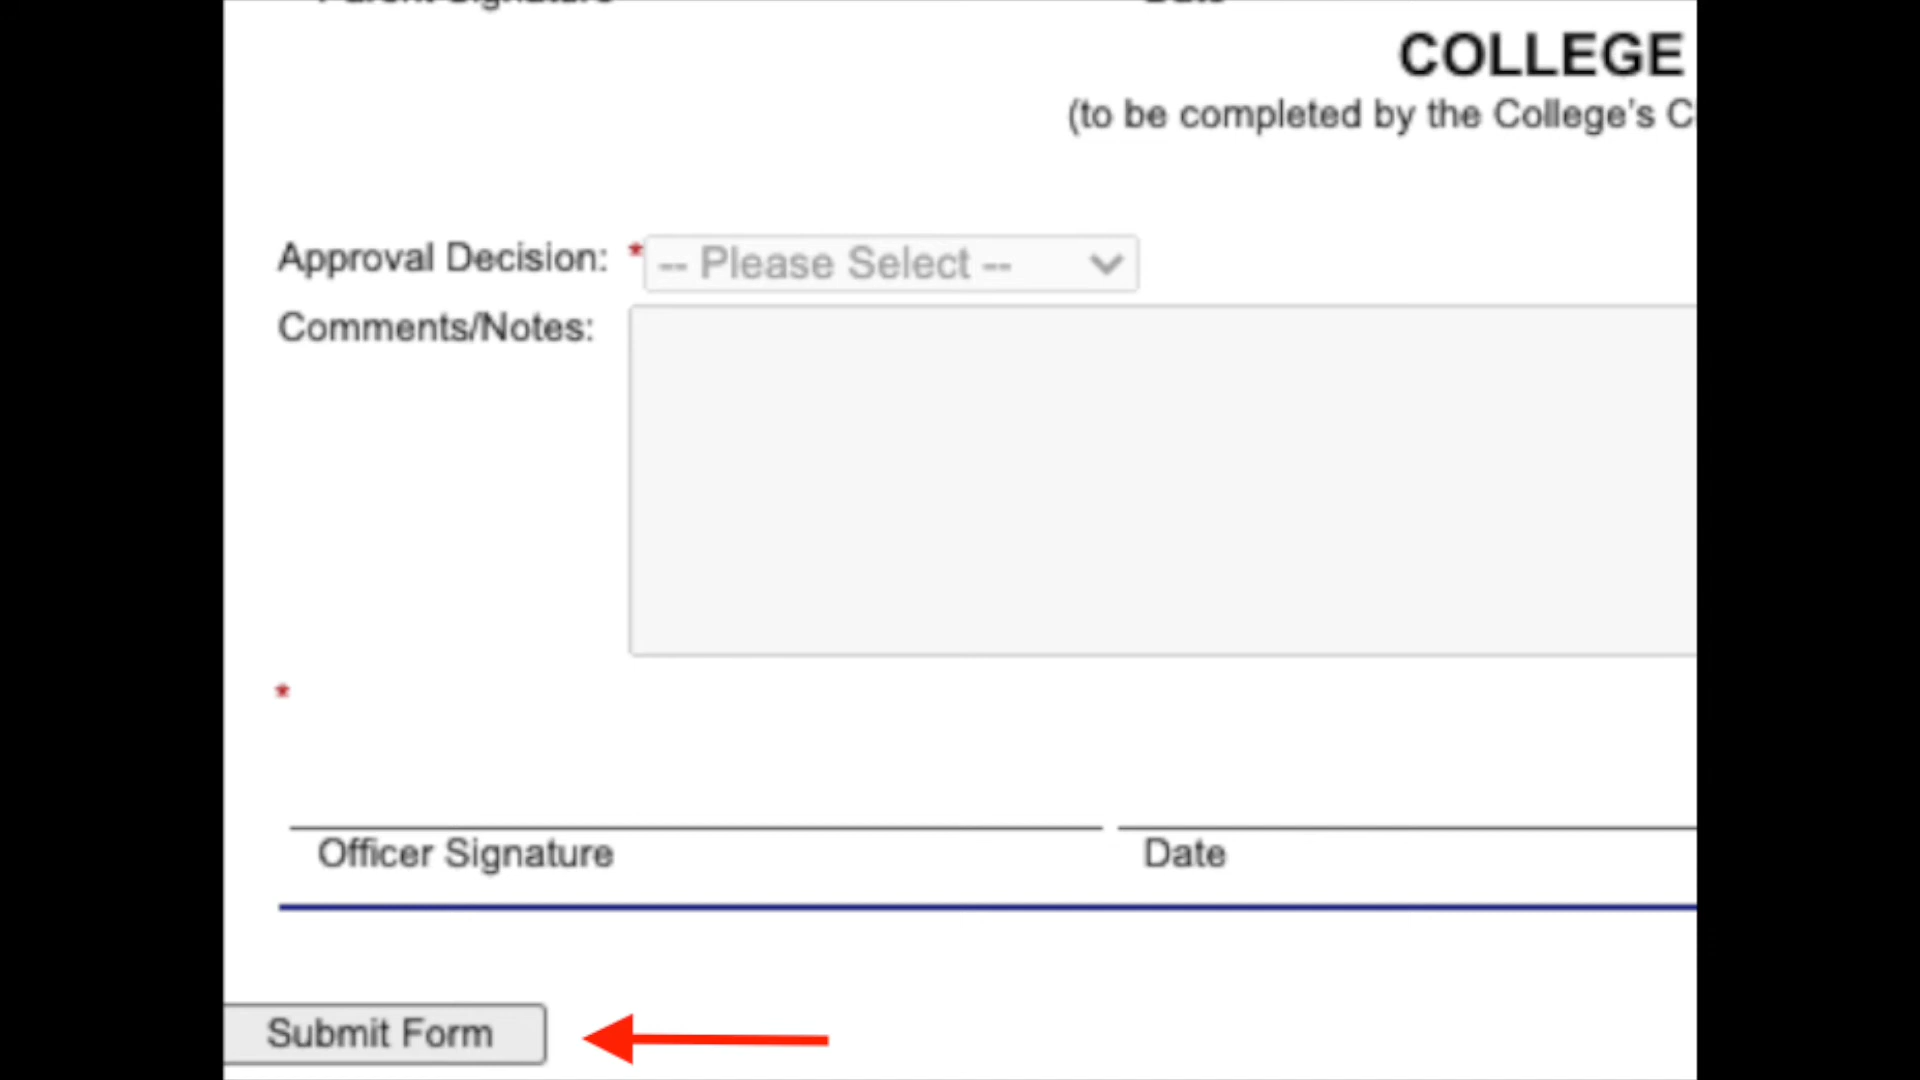 COLLEGE
(to be completed by the College's C
Approval Decision: * -- Please Select --
Comments/Notes:
*
Officer Signature Date
Submit Form